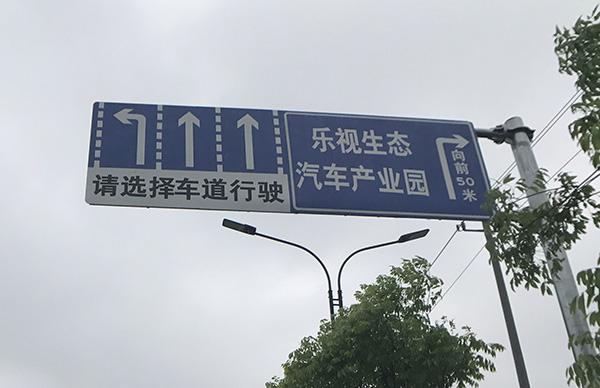 请选择车道行驶
乐视生态
汽车产业园
向前50米